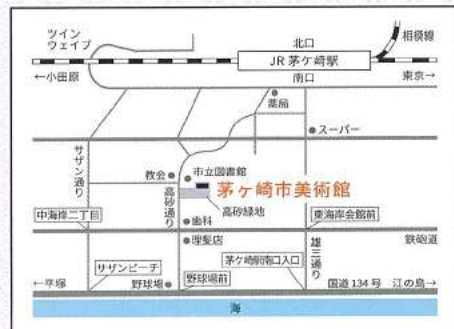 ツイン
ウェイブ
北口
JR 茅ケ崎駅
相模線
←小田原
南口
東京→
薬局
スーパー
サザン通り
教会
市立図書館
茅ヶ崎市美術館
高砂通り
高砂緑地
中海岸二丁目
歯科
東海岸会館前
理髪店
鉄砲道
サザンビーチ
茅ケ崎駅南口入口
雄三通り
←平塚
野球場
野球場前
国道134号
江の島→
海